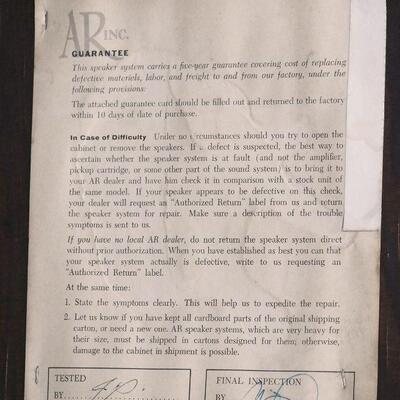 AR INC.
GUARANTEE
This speaker system carries a five-year guarantee covering cost of replacing
defective materiels, labor, and freight to and from our factory, under the
following provisions:
The attached guarantee card should be filled out and returned to the factory
within 10 days of date of purchase.
In Case of Difficulty Under no circumstances should you try to open the
cabinet or remove the speakers. If a defect is suspected, the best way to
ascertain whether the speaker system is at fault (and not the amplifier,
pickup cartridge, or some other part of the sound system) is to bring it to
your AR dealer and have him check it in comparison with a stock unit of
the same model. If your speaker appears to be defective on this check,
your dealer will request an "Authorized Return" label from us and return
the speaker system for repair. Make sure a description of the trouble
symptoms is sent to us.
If you have no local AR dealer, do not return the speaker system direct
without prior authorization. When you have established as best you can that
your speaker system actually is defective, write to us requesting an
"Authorized Return" label.
At the same time:
1. State the symptoms clearly. This will help us to expedite the repair.
2. Let us know if you have kept all cardboard parts of the original shipping
carton, or need a new one. AR speaker systems, which are very heavy for
their size, must be shipped in cartons designed for them; otherwise,
damage to the cabinet in shipment is possible.
TESTED
BY
FINAL INSPECTION
BY